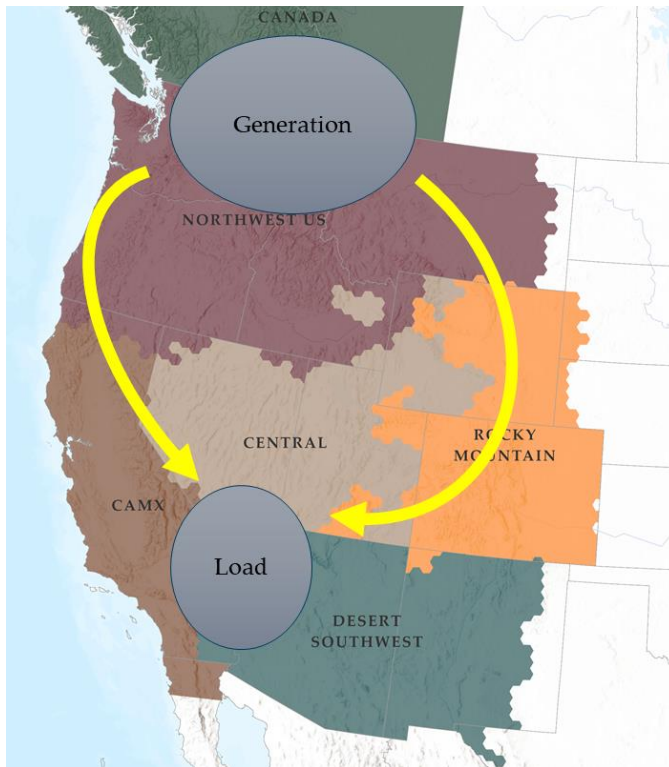 CANADA
Generation
NORTHWEST US
CENTRAL
ROCKY
MOUNTAIN
CAMX
Load
DESERT
SOUTHWEST